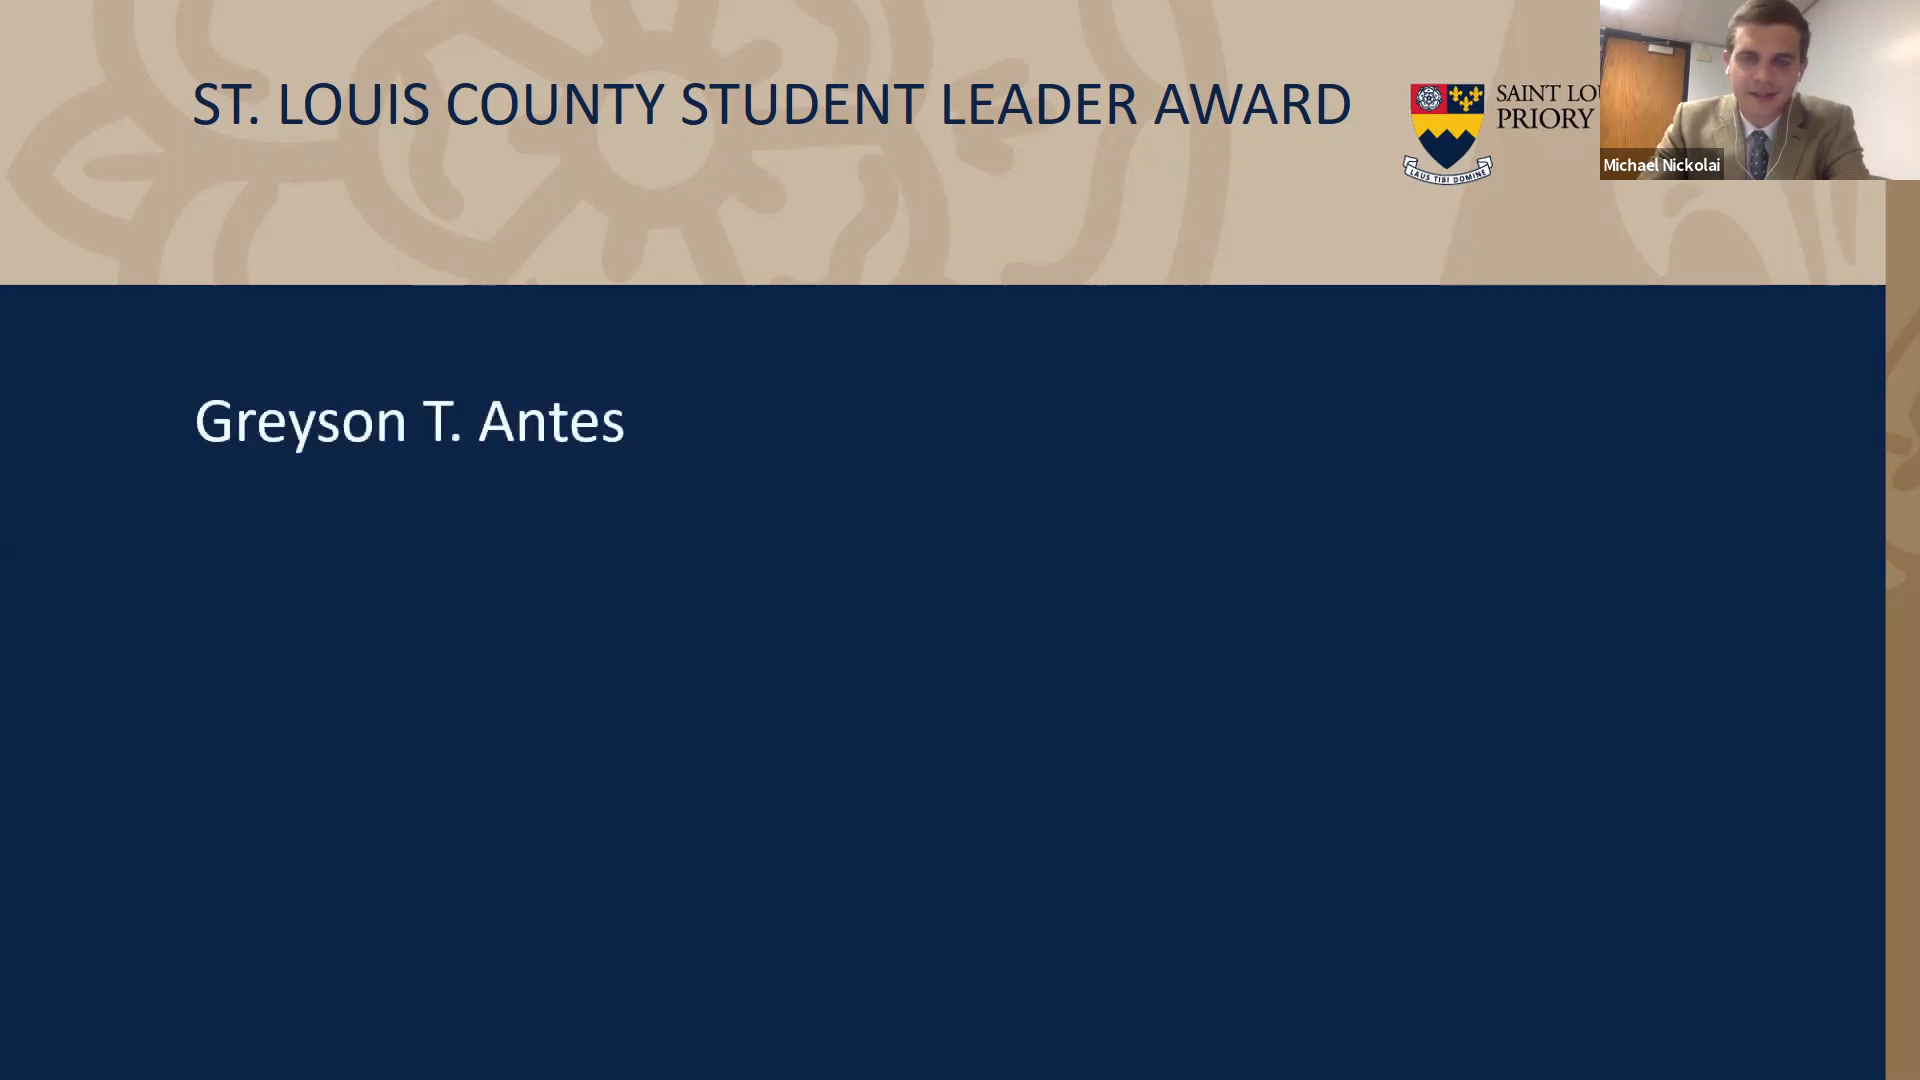 ST. LOUIS COUNTY STUDENT LEADER AWARD
SAINT LOU
PRIORY
LAUS TIBI DOMINE
Michael Nickolai
Greyson T. Antes